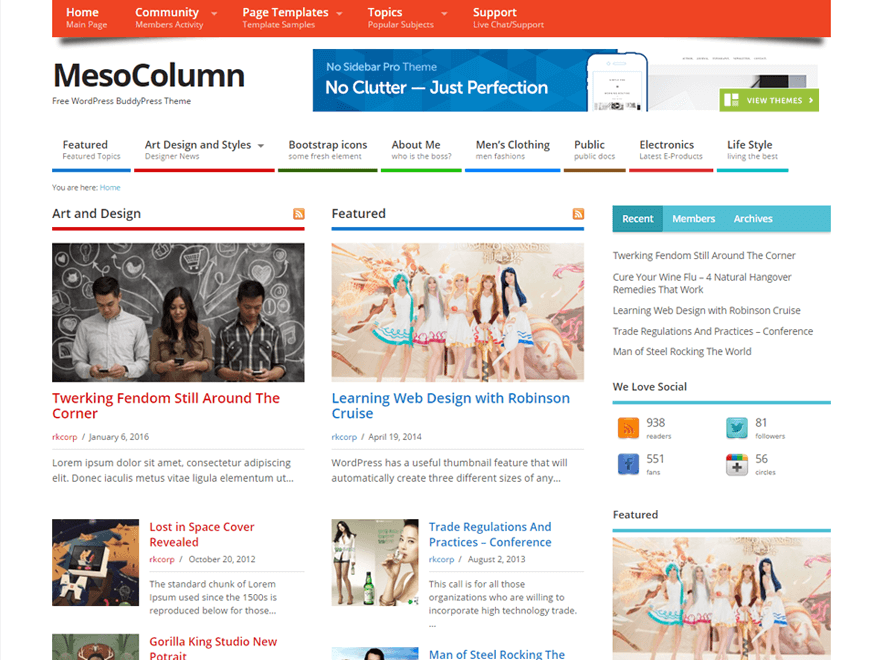 Home
Main Page
Community
Members Activity
Page Templates
Template Samples
Topics
Popular Subjects
Support
Live Chat/Support
MesoColumn
Free WordPress BuddyPress Theme
No Sidebar Pro Theme
No Clutter — Just Perfection
VIEW THEMES
Featured
Featured Topics
Art Design and Styles
Designer News
Bootstrap icons
some fresh element
About Me
who is the boss?
Men's Clothing
men fashions
Public
public docs
Electronics
Latest E-Products
Life Style
living the best
You are here: Home
Art and Design
Twerking Fendom Still Around The
Corner
rkcorp / January 6, 2016
Lorem ipsum dolor sit amet, consectetur adipiscing
elit. Donec iaculis metus vitae ligula elementum ut...
Lost in Space Cover
Revealed
rkcorp / October 20, 2012
The standard chunk of Lorem
Ipsum used since the 1500s is
reproduced below for those...
Gorilla King Studio New
Potrait
Featured
Learning Web Design with Robinson
Cruise
rkcorp / April 19, 2014
WordPress has a useful thumbnail feature that will
automatically create three different sizes of any...
Trade Regulations And
Practices – Conference
rkcorp / August 2, 2013
This call is for all those
organizations who are willing to
incorporate high technology trade.
...
Man of Steel Rocking The
Recent
Members
Archives
Twerking Fendom Still Around The Corner
Cure Your Wine Flu – 4 Natural Hangover
Remedies That Work
Learning Web Design with Robinson Cruise
Trade Regulations And Practices – Conference
Man of Steel Rocking The World
We Love Social
938
readers
81
followers
551
fans
56
circles
Featured